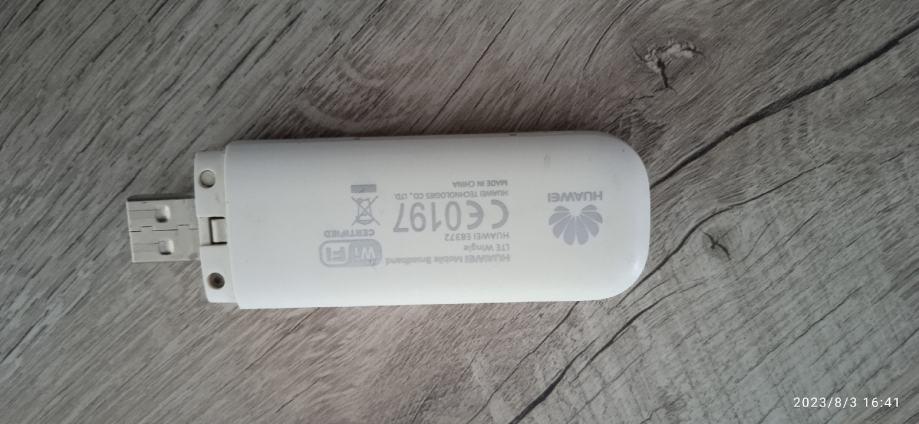 HUAWEI Mobile Broadband
LTE Wingle
HUAWEI E8372
CE0197
HUAWEI TECHNOLOGIES CO., LTD.
MADE IN CHINA
Wi Fi
CERTIFIED
HUAWEI
2023/8/3 16:41